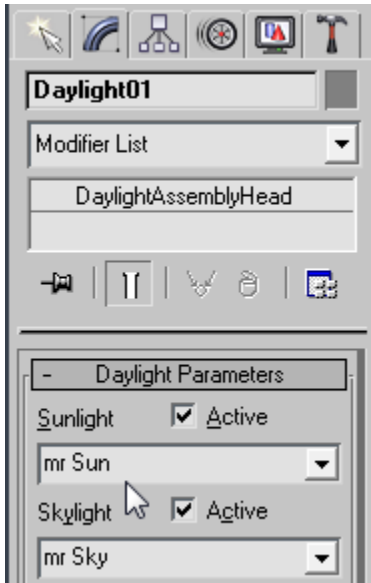 Daylight01
Modifier List
DaylightAssemblyHead
- Daylight Parameters
Sunlight Active
mr Sun
Skylight Active
mr Sky